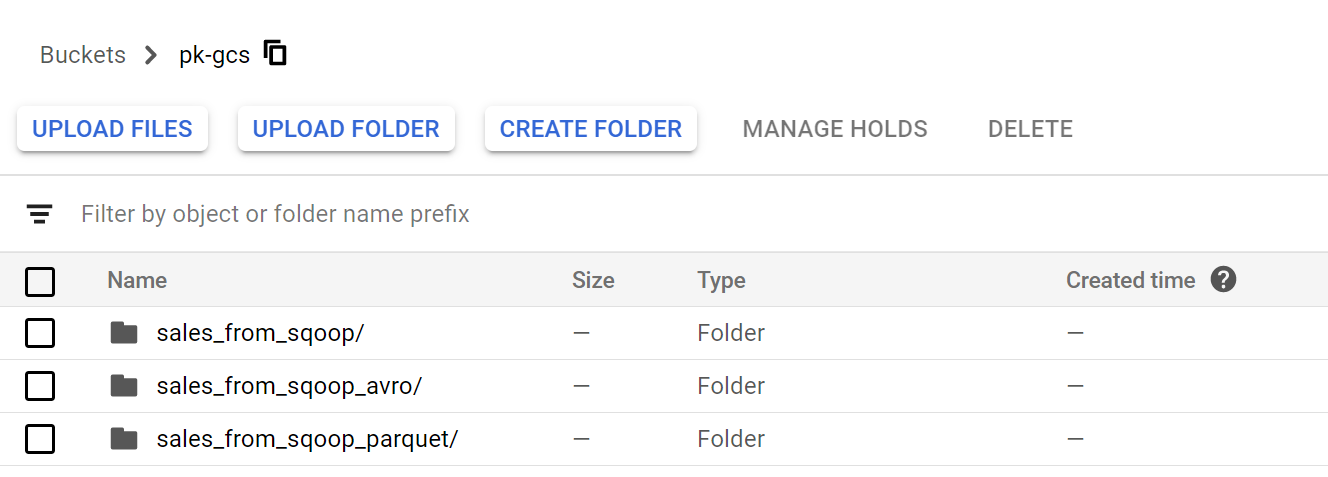 Buckets > pk-gcs
UPLOAD FILES UPLOAD FOLDER CREATE FOLDER MANAGE HOLDS DELETE
Filter by object or folder name prefix
Name Size Type Created time ?
sales_from_sqoop/ — Folder —
sales_from_sqoop_avro/ — Folder —
sales_from_sqoop_parquet/ — Folder —